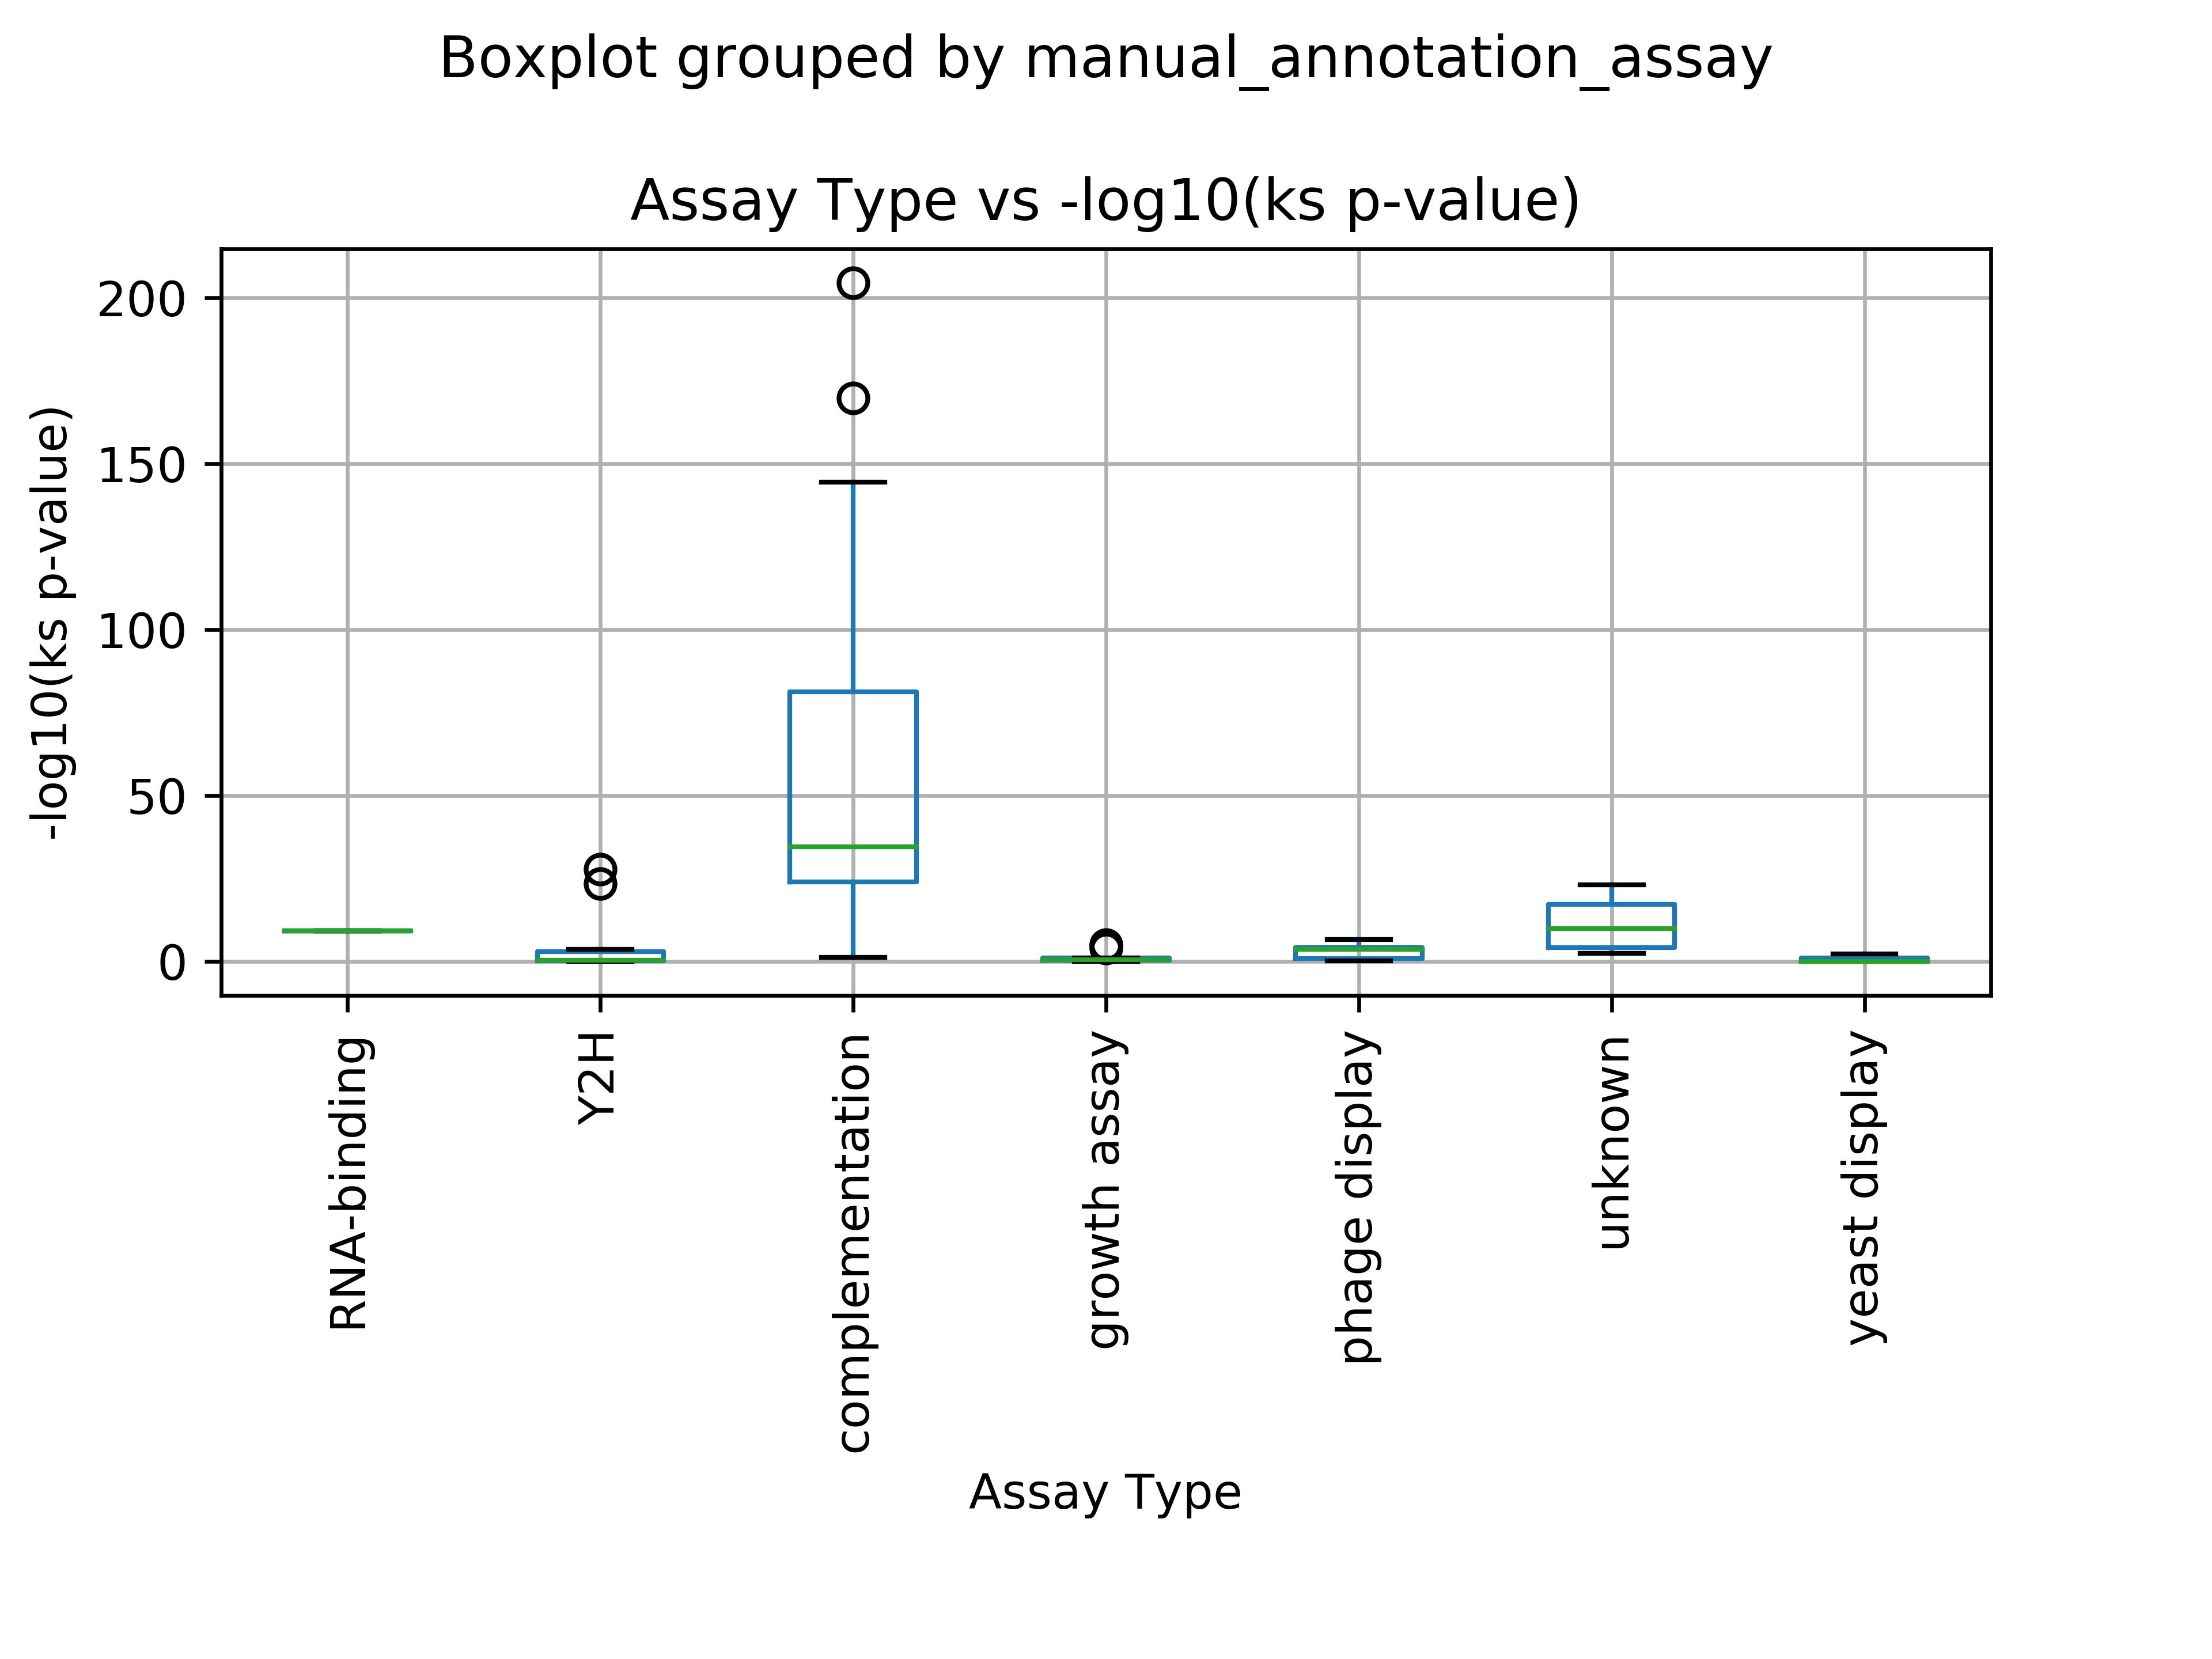 Boxplot grouped by manual_annotation_assay
Assay Type vs -log10(ks p-value)
-log10(ks p-value)
200
150
100
50
0
RNA-binding
Y2H
complementation
growth assay
phage display
unknown
yeast display
Assay Type